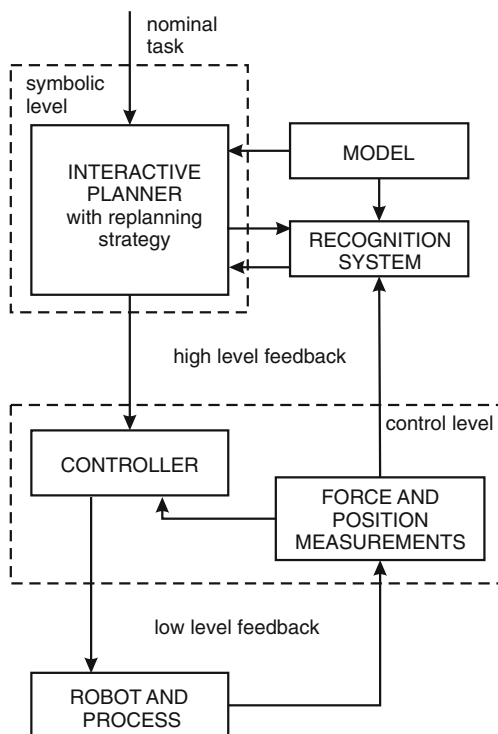 nominal
task
symbolic
level
INTERACTIVE
PLANNER
with replanning
strategy
MODEL
RECOGNITION
SYSTEM
high level feedback
control level
CONTROLLER
FORCE AND
POSITION
MEASUREMENTS
low level feedback
ROBOT AND
PROCESS